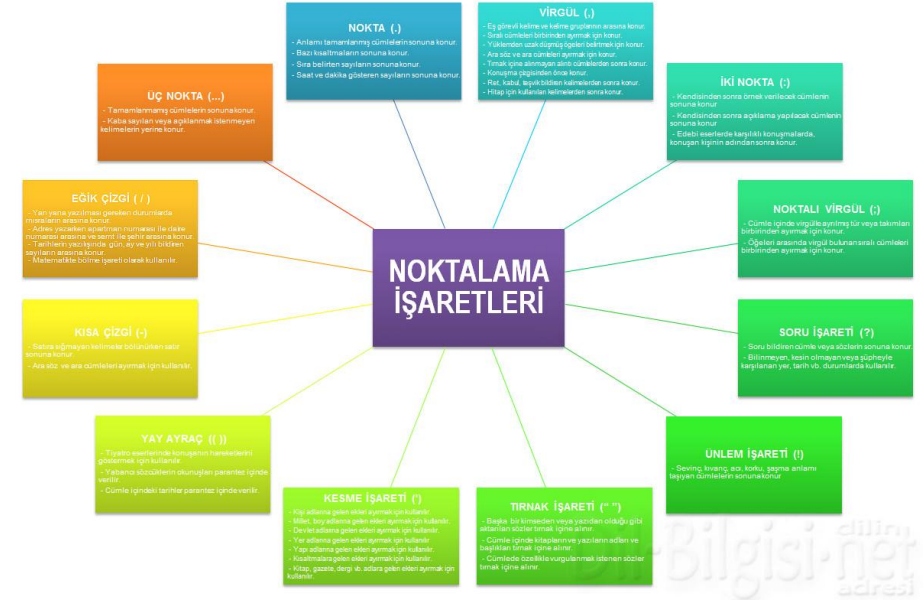 NOKTALAMA
İŞARETLERİ
NOKTA (.)
- Anlamı tamamlanmış cümlelerin sonuna konur.
- Bazı kısaltmaların sonuna konur.
- Sıra belirten sayıların sonuna konur.
- Saat ve dakika gösteren sayıların sonuna konur.
VİRGÜL (,)
- Eş görevli kelime ve kelime gruplarının arasına konur.
- Sıralı cümleleri birbirinden ayırmak için konur.
- Yüklemden uzak düşmüş ögeleri belirtmek için konur.
- Ara söz ve ara cümleleri ayırmak için konur.
- Tırnak içine alınmayan alıntı cümlelerden sonra konur.
- Konuşma çizgisinden önce konur.
- Ret, kabul, teşvik bildiren kelimelerden sonra konur.
- Hitap için kullanılan kelimelerden sonra konur.
İKİ NOKTA (:)
- Kendisinden sonra örnek verilecek cümlenin
sonuna konur
- Kendisinden sonra açıklama yapılacak cümlenin
sonuna konur
- Edebi eserlerde karşılıklı konuşmalarda,
konuşan kişinin adından sonra konur.
NOKTALI VİRGÜL (;)
- Cümle içinde virgülle ayrılmış tür veya takımları
birbirinden ayırmak için konur.
- Öğeleri arasında virgül bulunan sıralı cümleleri
birbirinden ayırmak için konur.
SORU İŞARETİ (?)
- Soru bildiren cümle veya sözlerin sonuna konur.
- Bilinmeyen, kesin olmayan veya şüpheyle
karşılanan yer, tarih vb. durumlarda kullanılır.
ÜNLEM İŞARETİ (!)
- Sevinç, kıvanç, acı, korku, şaşma anlamı
taşıyan cümlelerin sonuna konur
TIRNAK İŞARETİ (“ ”)
- Başka bir kimseden veya yazıdan olduğu gibi
aktarılan sözler tırnak içine alınır.
- Cümle içinde kitapların ve yazıların adları ve
başlıkları tırnak içine alınır.
- Cümlede özellikle vurgulanmak istenen sözler
tırnak içine alınır.
KESME İŞARETİ (’)
- Kişi adlarına gelen ekleri ayırmak için kullanılır.
- Millet, boy adlarına gelen ekleri ayırmak için kullanılır.
- Devlet adlarına gelen ekleri ayırmak için kullanılır.
- Yer adlarına gelen ekleri ayırmak için kullanılır.
- Yapı adlarına gelen ekleri ayırmak için kullanılır.
- Kısaltmalara gelen ekleri ayırmak için kullanılır.
- Kitap, gazete, dergi vb. adlara gelen ekleri ayırmak için
kullanılır.
YAY AYRAÇ (( ))
- Tiyatro eserlerinde konuşanın hareketlerini
göstermek için kullanılır.
- Yabancı sözcüklerin okunuşları parantez içinde
verilir.
- Cümle içindeki tarihler parantez içinde verilir.
KISA ÇİZGİ (-)
- Satıra sığmayan kelimeler bölünürken satır
sonuna konur.
- Ara söz ve ara cümleleri ayırmak için kullanılır.
EĞİK ÇİZGİ ( / )
- Yan yana yazılması gereken durumlarda
mısraların arasına konur.
- Adres yazarken apartman numarası ile daire
numarası arasına ve semt ile şehir arasına konur.
- Tarihlerin yazılışında gün, ay ve yılı bildiren
sayıların arasına konur.
- Matematikte bölme işareti olarak kullanılır.
ÜÇ NOKTA (...)
- Tamamlanmamış cümlelerin sonuna konur.
- Kaba sayılan veya açıklanmak istenmeyen
kelimelerin yerine konur.
dilin
Dil-Bilgisi-net
adresi